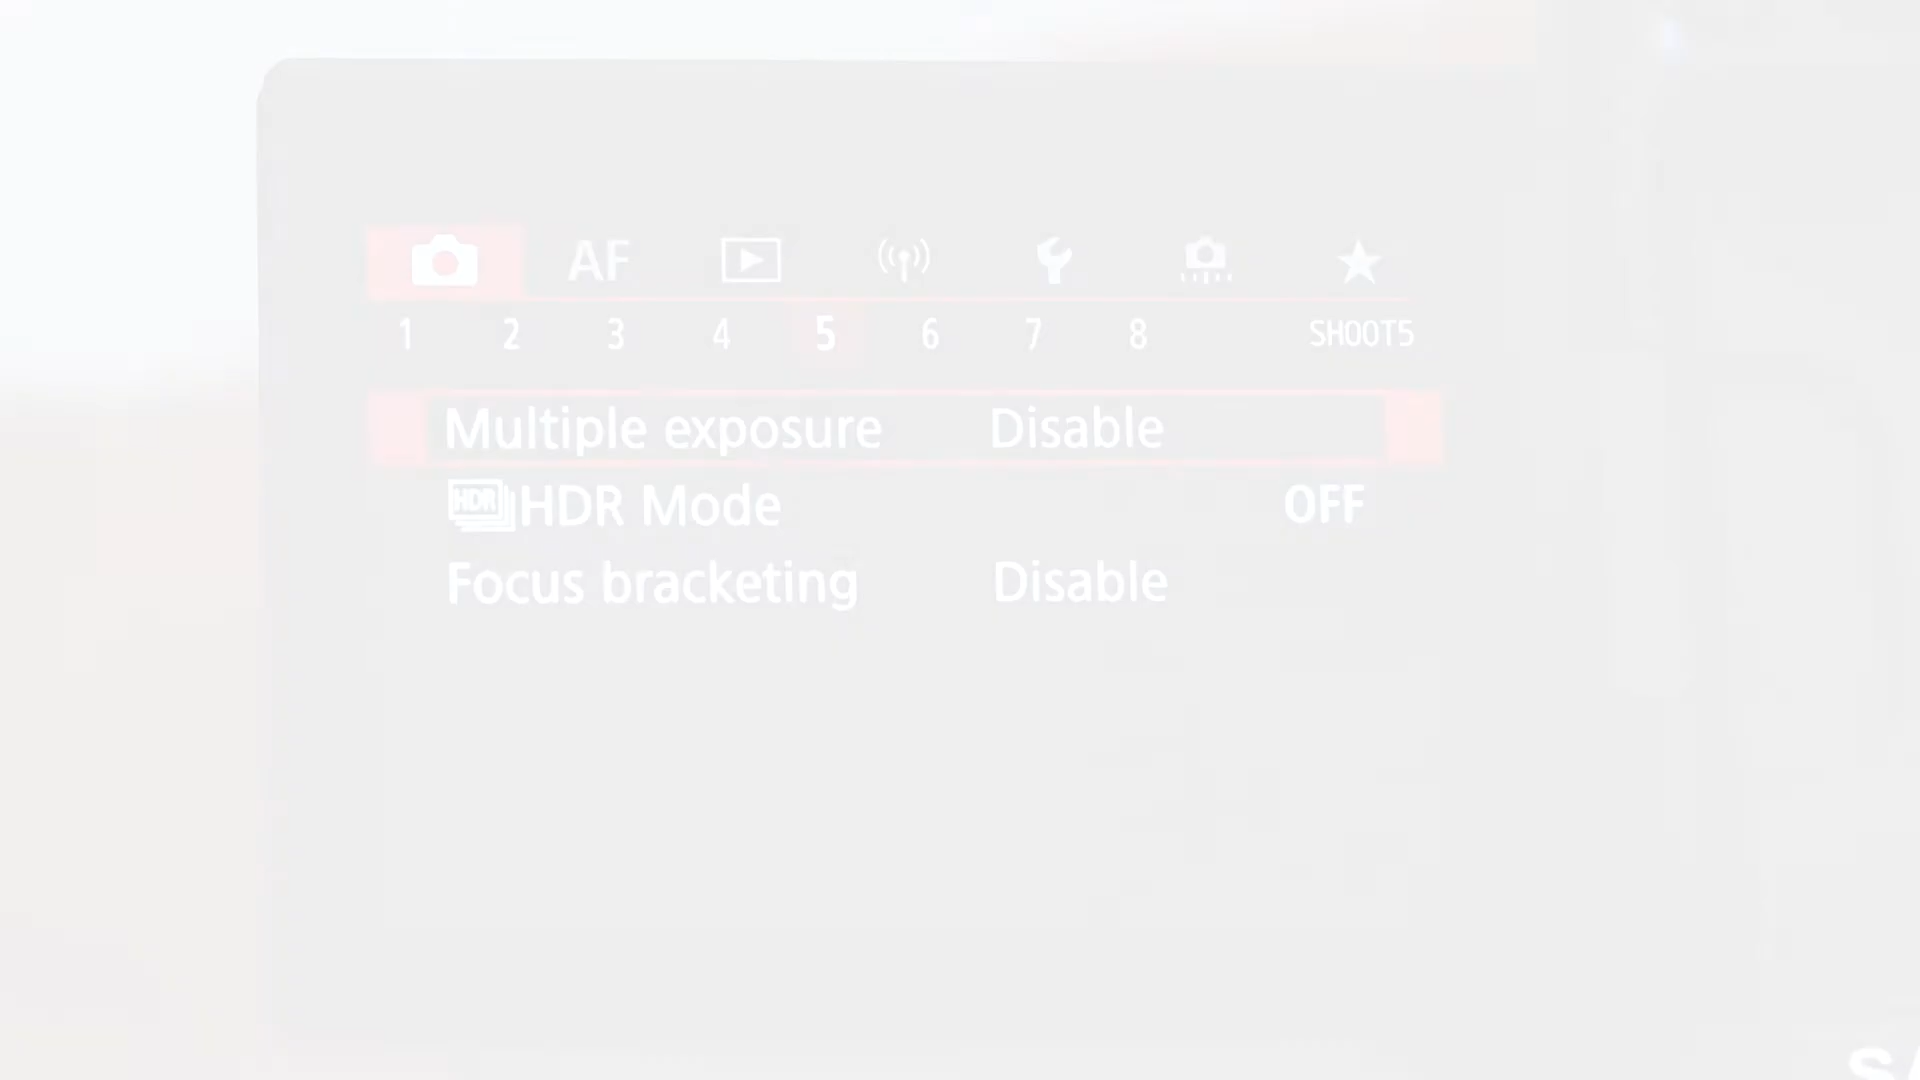 AF
1 2 3 4 5 6 7 8 SHOOT5
Multiple exposure Disable
HDR HDR Mode OFF
Focus bracketing Disable